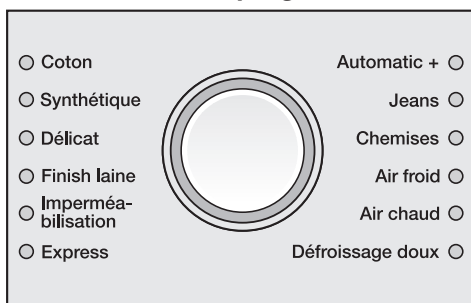 Coton
Synthétique
Délicat
Finish laine
Imperméa-
bilisation
Express
Automatic +
Jeans
Chemises
Air froid
Air chaud
Défroissage doux